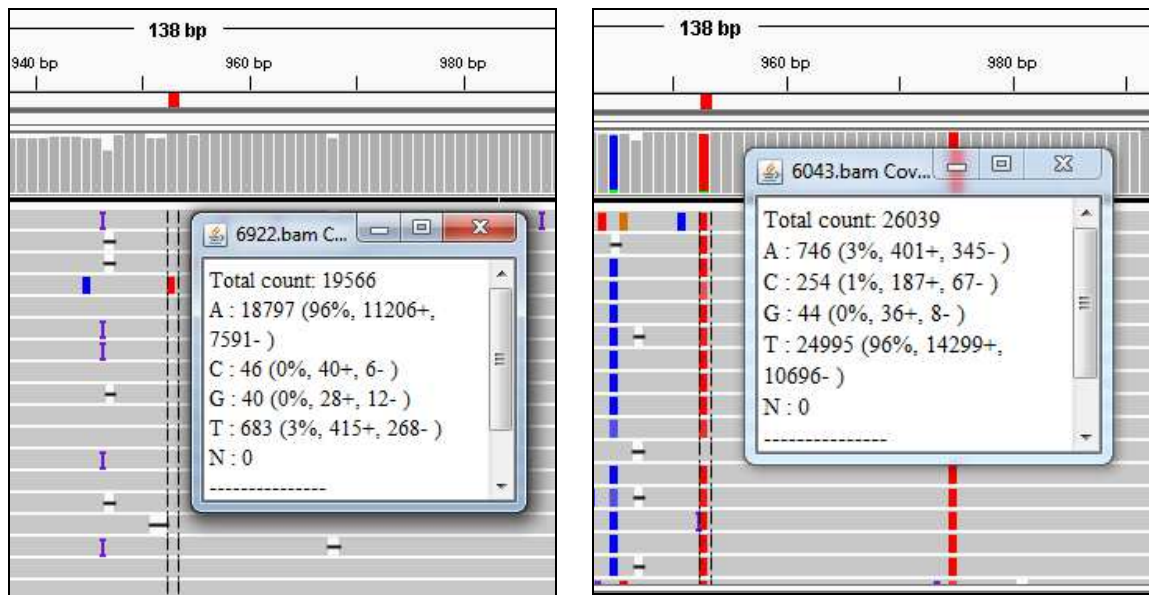 138 bp
940 bp 960 bp 980 bp
6922.bam C...
Total count: 19566
A : 18797 (96%, 11206+,
7591- )
C : 46 (0%, 40+, 6- )
G : 40 (0%, 28+, 12- )
T : 683 (3%, 415+, 268- )
N : 0
---------------
138 bp
960 bp 980 bp
6043.bam Cov...
Total count: 26039
A : 746 (3%, 401+, 345- )
C : 254 (1%, 187+, 67- )
G : 44 (0%, 36+, 8- )
T : 24995 (96%, 14299+,
10696- )
N : 0
---------------